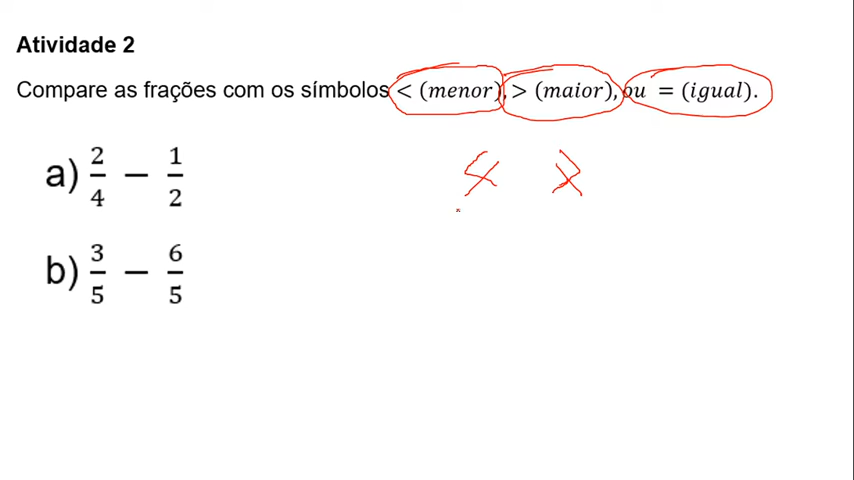 Atividade 2
Compare as frações com os símbolos < (menor), > (maior), ou = (igual).
a) 2/4 − 1/2
b) 3/5 − 6/5